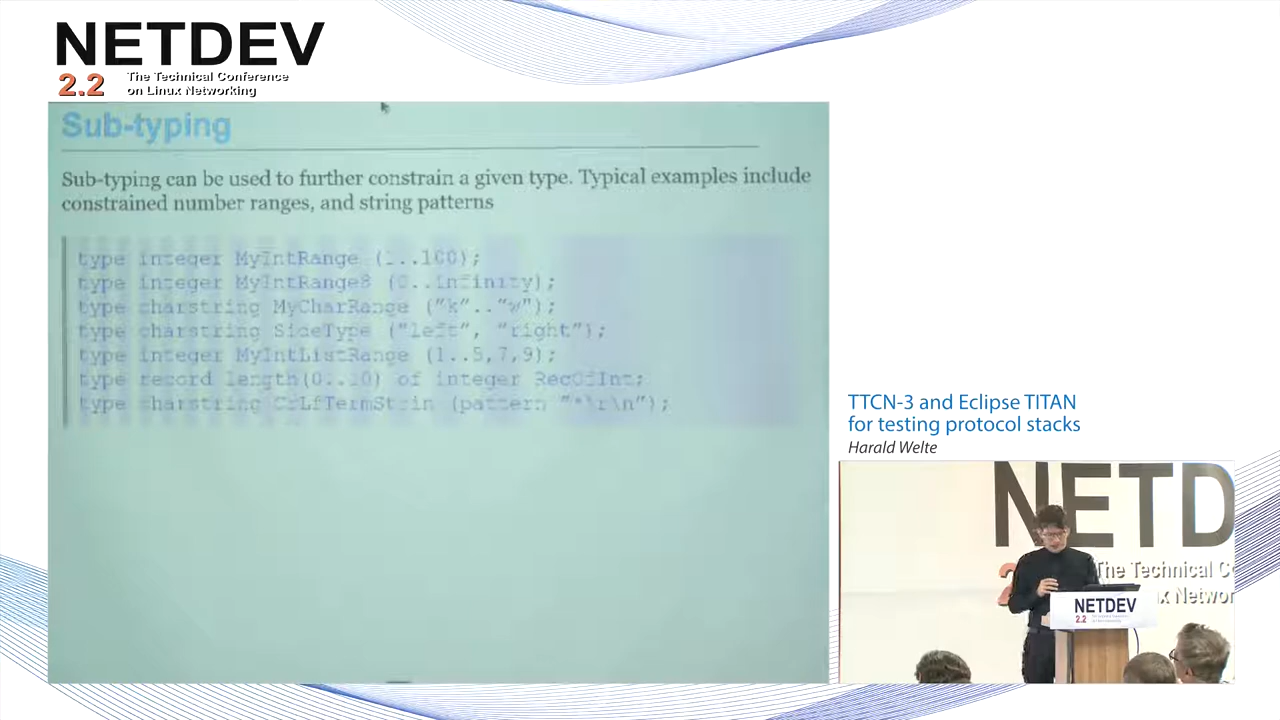 NETDEV
2.2 The Technical Conference
on Linux Networking
Sub-typing
Sub-typing can be used to further constrain a given type. Typical examples include
constrained number ranges, and string patterns
type integer MyIntRange (1..100);
type integer MyIntRange8 (0..infinity);
type charstring MyCharRange ("k".."w");
type charstring SideType ("left", "right");
type integer MyIntListRange (1..5,7,9);
type record length(0..10) of integer RecOfInt;
type charstring CrLfTermStrin (pattern "*\r\n");
TTCN-3 and Eclipse TITAN
for testing protocol stacks
Harald Welte
NETD
The Technical C
x Networ
NETDEV
2.2